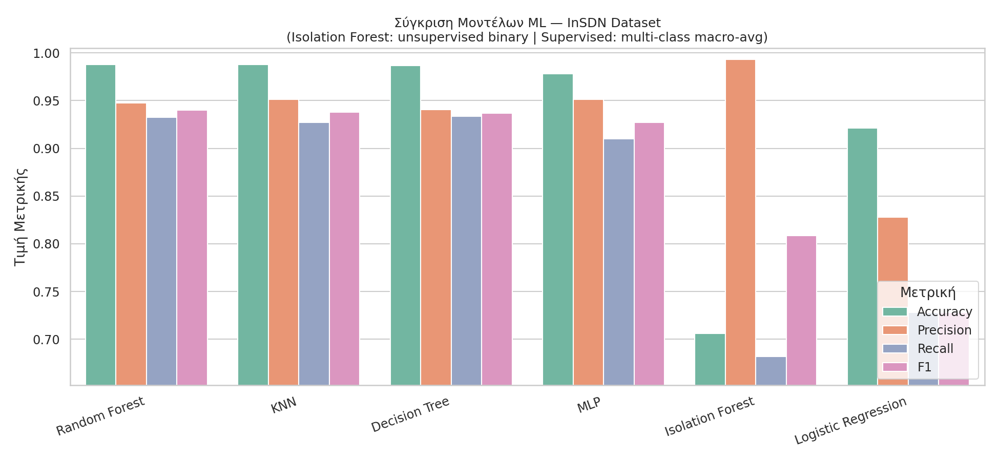 Σύγκριση Μοντέλων ML — InSDN Dataset
(Isolation Forest: unsupervised binary | Supervised: multi-class macro-avg)
Τιμή Μετρικής
1.00
0.95
0.90
0.85
0.80
0.75
0.70
Μετρική
Accuracy
Precision
Recall
F1
Random Forest
KNN
Decision Tree
MLP
Isolation Forest
Logistic Regression